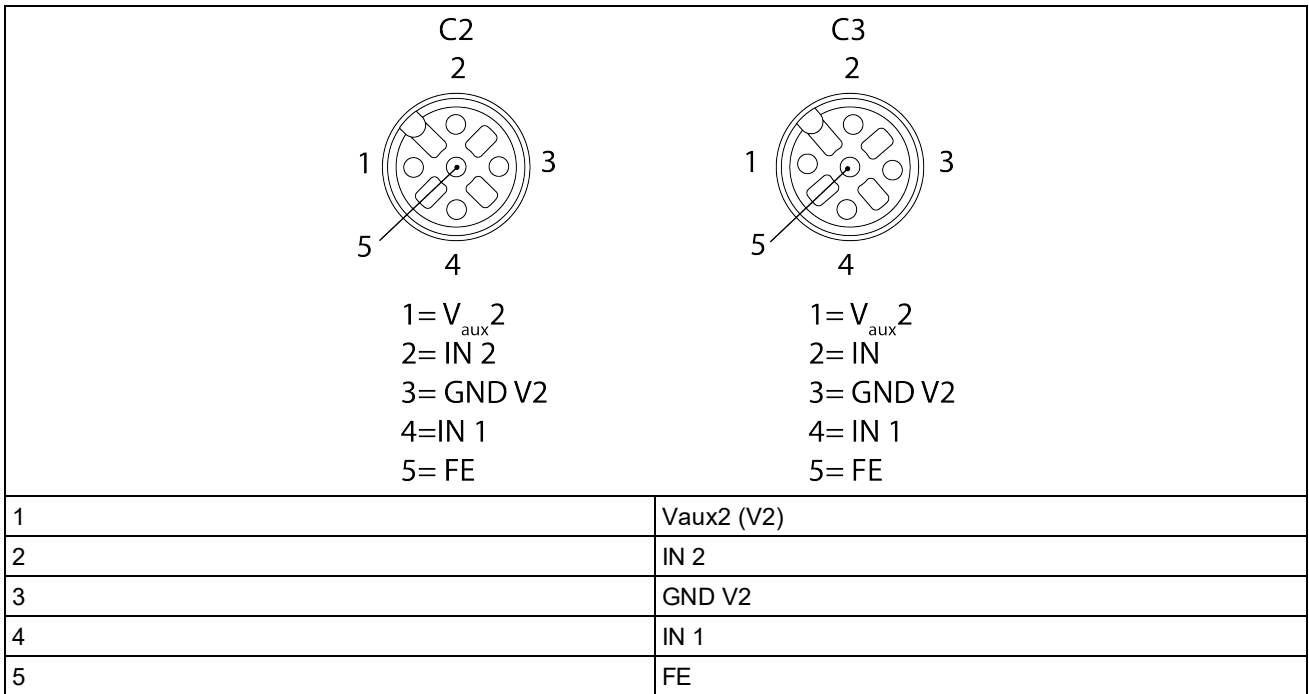 C2
2
1
3
5
4
1= Vaux2
2= IN 2
3= GND V2
4=IN 1
5= FE
C3
2
1
3
5
4
1= Vaux2
2= IN
3= GND V2
4= IN 1
5= FE
1 Vaux2 (V2)
2 IN 2
3 GND V2
4 IN 1
5 FE